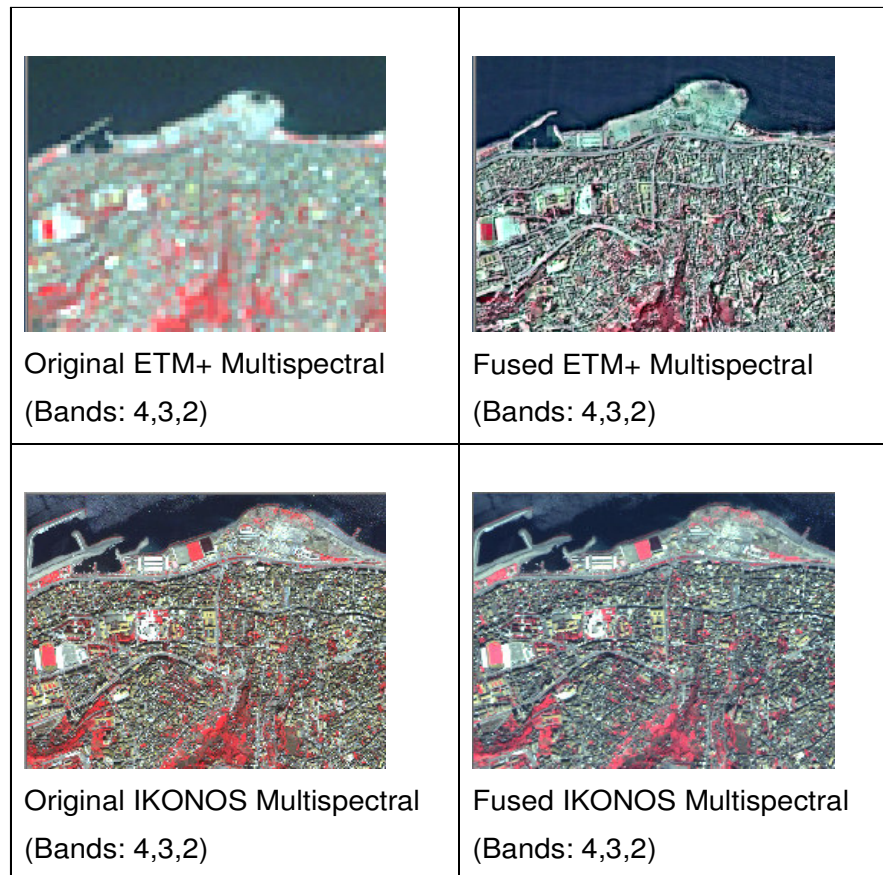 Original ETM+ Multispectral
(Bands: 4,3,2)
Fused ETM+ Multispectral
(Bands: 4,3,2)
Original IKONOS Multispectral
(Bands: 4,3,2)
Fused IKONOS Multispectral
(Bands: 4,3,2)